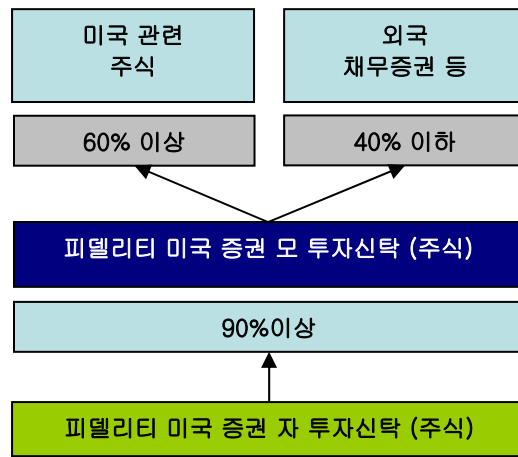 미국 관련
주식
외국
채무증권 등
60% 이상
40% 이하
피델리티 미국 증권 모 투자신탁 (주식)
90%이상
피델리티 미국 증권 자 투자신탁 (주식)